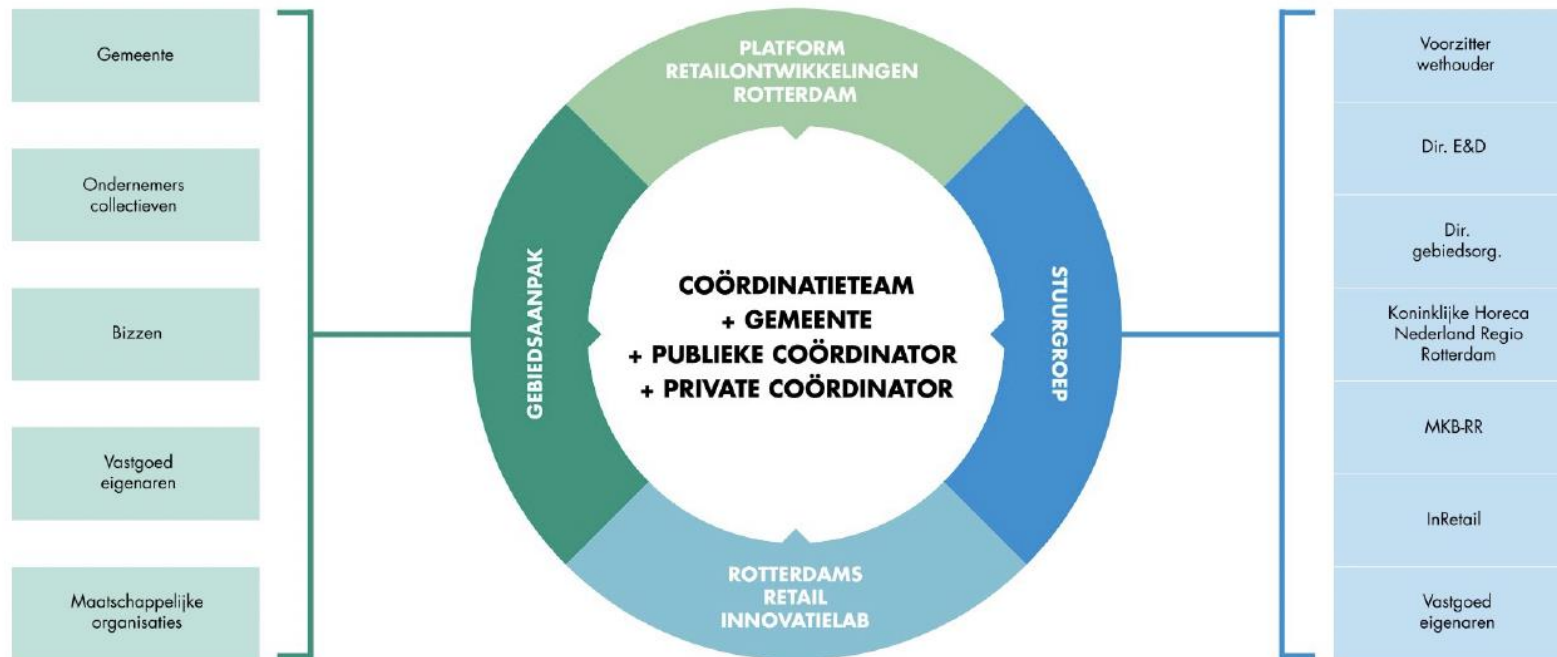 Gemeente
Ondernemers
collectieven
Bizzen
Vastgoed
eigenaren
Maatschappelijke
organisaties
PLATFORM
RETAILONTWIKKELINGEN
ROTTERDAM
GEBIEDSAANPAK
COÖRDINATIETEAM
+ GEMEENTE
+ PUBLIEKE COÖRDINATOR
+ PRIVATE COÖRDINATOR
STUURGROEP
ROTTERDAMS
RETAIL
INNOVATIELAB
Voorzitter
wethouder
Dir. E&D
Dir.
gebiedsorg.
Koninklijke Horeca
Nederland Regio
Rotterdam
MKB-RR
InRetail
Vastgoed
eigenaren